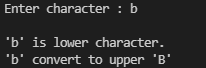 Enter character : b
'b' is lower character.
'b' convert to upper 'B'